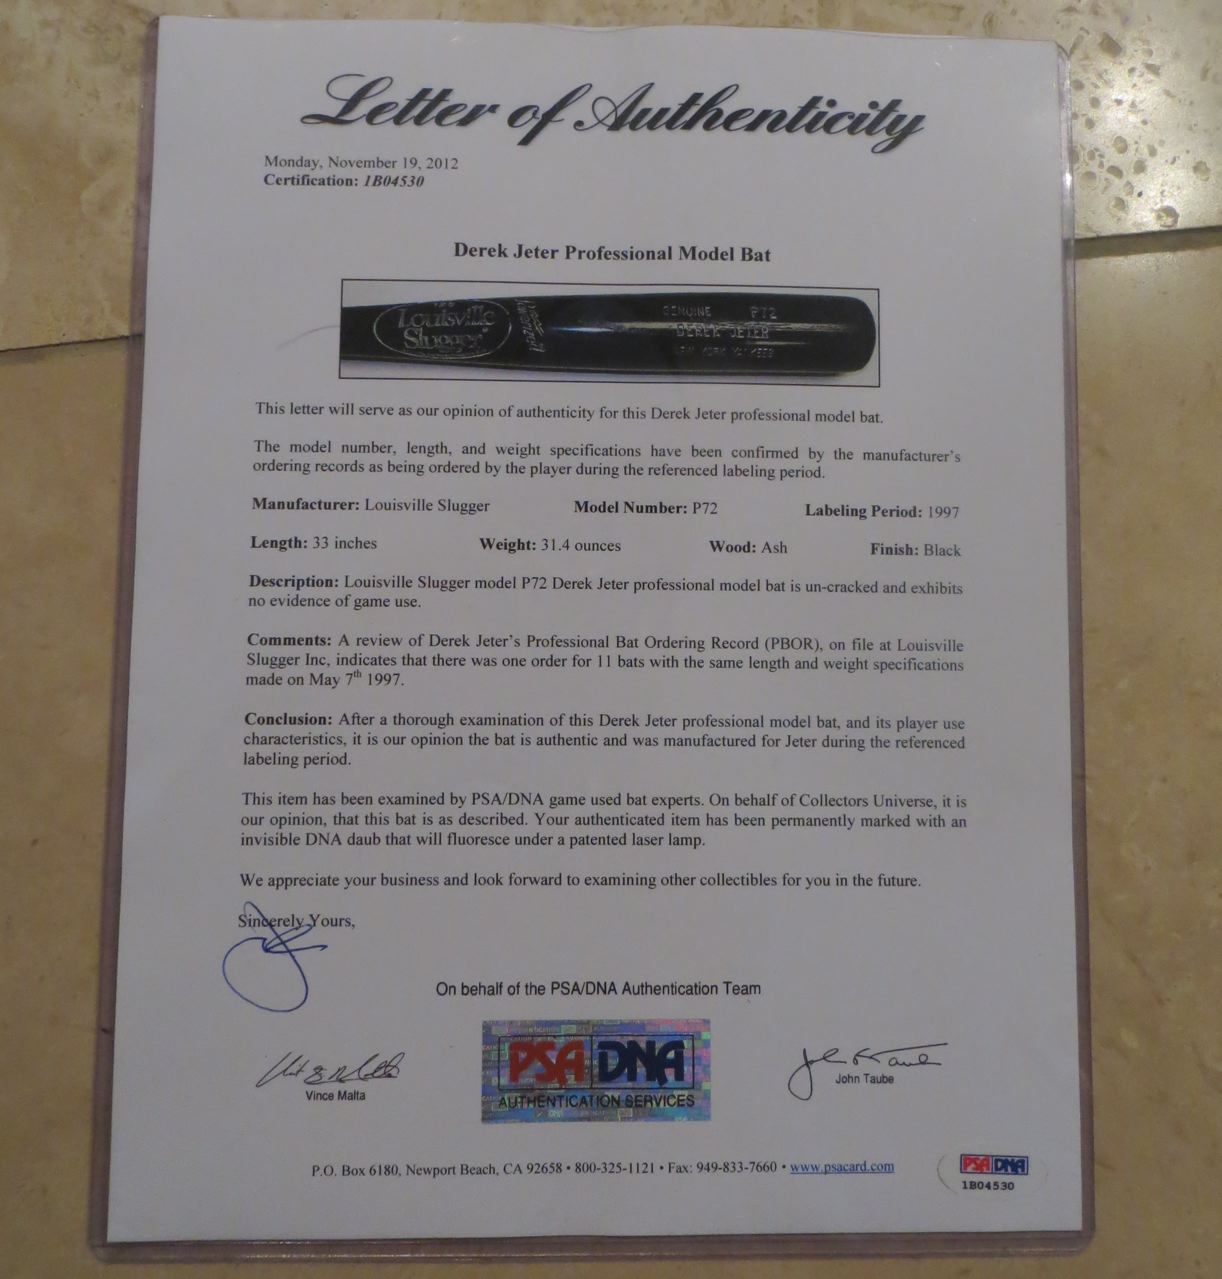 Letter of Authenticity
Monday, November 19, 2012
Certification: 1B04530
Derek Jeter Professional Model Bat
Louisville
Slugger
GENUINE P72
DEREK JETER
NEW YORK YANKEES
This letter will serve as our opinion of authenticity for this Derek Jeter professional model bat.
The model number, length, and weight specifications have been confirmed by the manufacturer's
ordering records as being ordered by the player during the referenced labeling period.
Manufacturer: Louisville Slugger Model Number: P72 Labeling Period: 1997
Length: 33 inches Weight: 31.4 ounces Wood: Ash Finish: Black
Description: Louisville Slugger model P72 Derek Jeter professional model bat is un-cracked and exhibits
no evidence of game use.
Comments: A review of Derek Jeter's Professional Bat Ordering Record (PBOR), on file at Louisville
Slugger Inc, indicates that there was one order for 11 bats with the same length and weight specifications
made on May 7th 1997.
Conclusion: After a thorough examination of this Derek Jeter professional model bat, and its player use
characteristics, it is our opinion the bat is authentic and was manufactured for Jeter during the referenced
labeling period.
This item has been examined by PSA/DNA game used bat experts. On behalf of Collectors Universe, it is
our opinion, that this bat is as described. Your authenticated item has been permanently marked with an
invisible DNA daub that will fluoresce under a patented laser lamp.
We appreciate your business and look forward to examining other collectibles for you in the future.
Sincerely Yours,
On behalf of the PSA/DNA Authentication Team
PSA DNA
AUTHENTICATION SERVICES
Vince Malta
John Taube
P.O. Box 6180, Newport Beach, CA 92658 • 800-325-1121 • Fax: 949-833-7660 • www.psacard.com
PSA DNA
1B04530